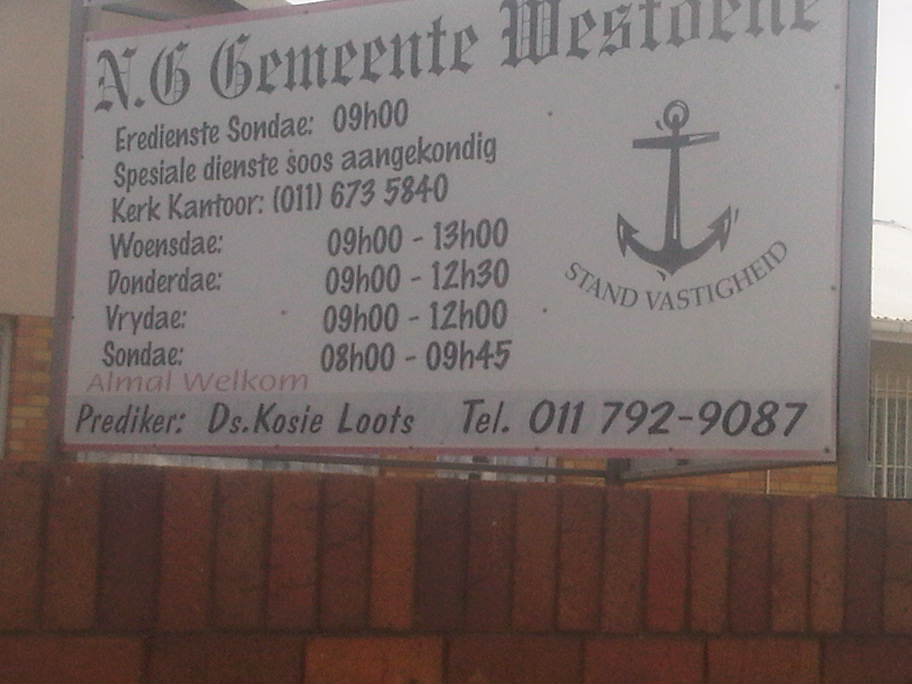 N.G Gemeente Westdene
Eredienste Sondae: 09h00
Spesiale dienste soos aangekondig
Kerk Kantoor: (011) 673 5840
Woensdae: 09h00 - 13h00
Donderdae: 09h00 - 12h30
Vrydae: 09h00 - 12h00
Sondae: 08h00 - 09h45
Almal Welkom
Prediker: Ds.Kosie Loots Tel. 011 792-9087
STAND VASTIGHEID